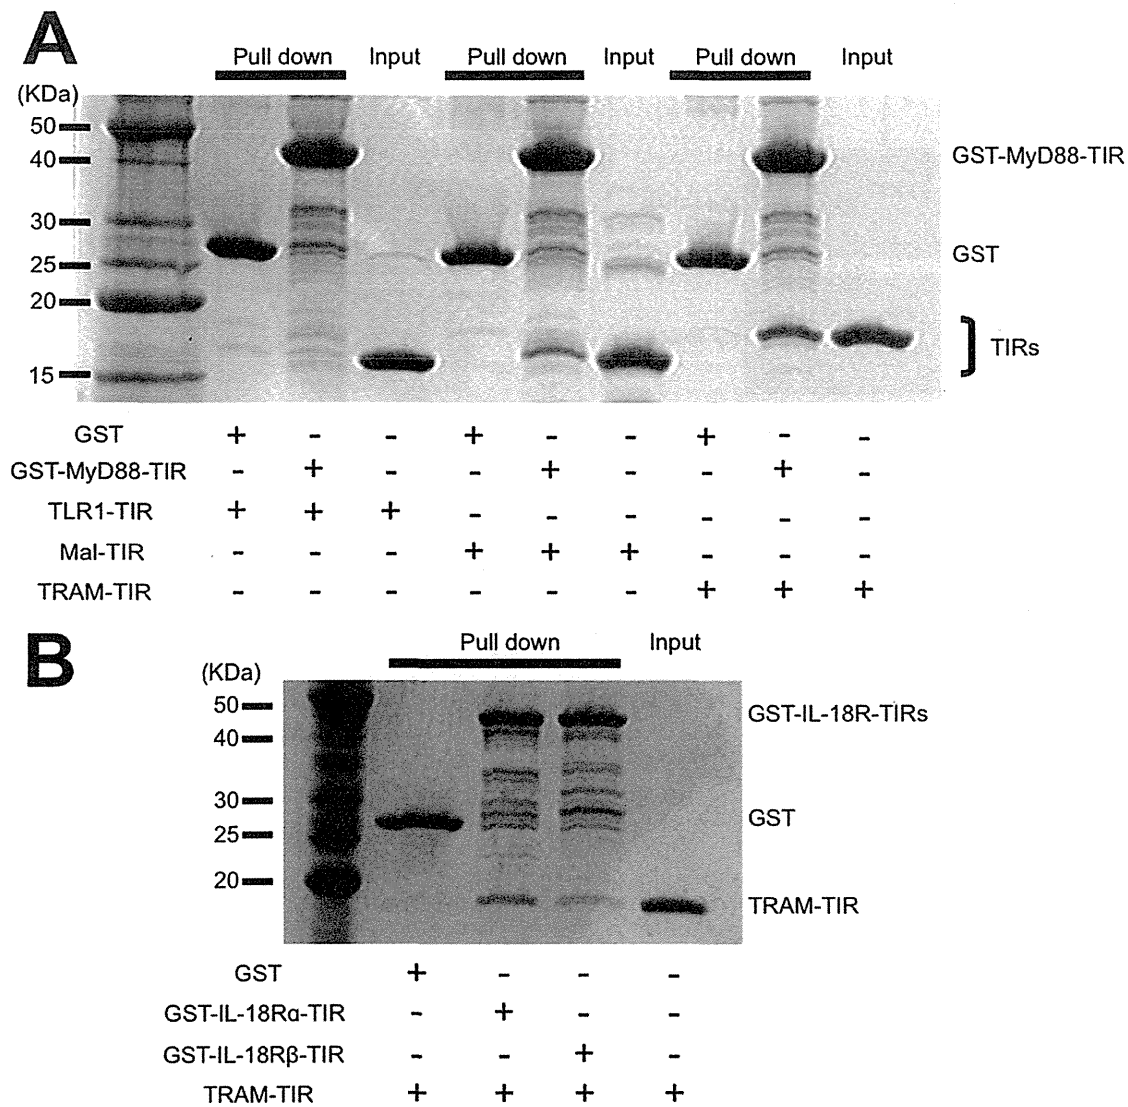 A
Pull down Input Pull down Input Pull down Input
(KDa)
50
40
30
25
20
15
GST-MyD88-TIR
GST
TIRs
GST + - - + - - + - -
GST-MyD88-TIR - + - - + - - + -
TLR1-TIR + + + - - - - - -
Mal-TIR - - - + + + - - -
TRAM-TIR - - - - - - + + +
B
Pull down Input
(KDa)
50
40
30
25
20
GST-IL-18R-TIRs
GST
TRAM-TIR
GST + - - -
GST-IL-18Rα-TIR - + - -
GST-IL-18Rβ-TIR - - + -
TRAM-TIR + + + +